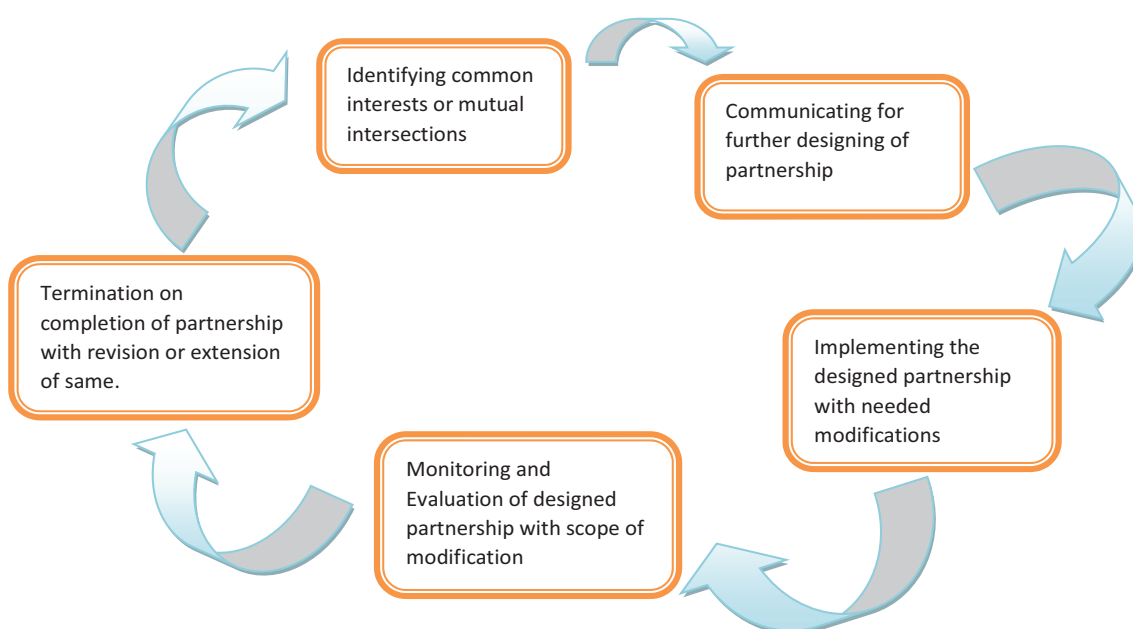 Identifying common
interests or mutual
intersections
Communicating for
further designing of
partnership
Implementing the
designed partnership
with needed
modifications
Monitoring and
Evaluation of designed
partnership with scope of
modification
Termination on
completion of partnership
with revision or extension
of same.